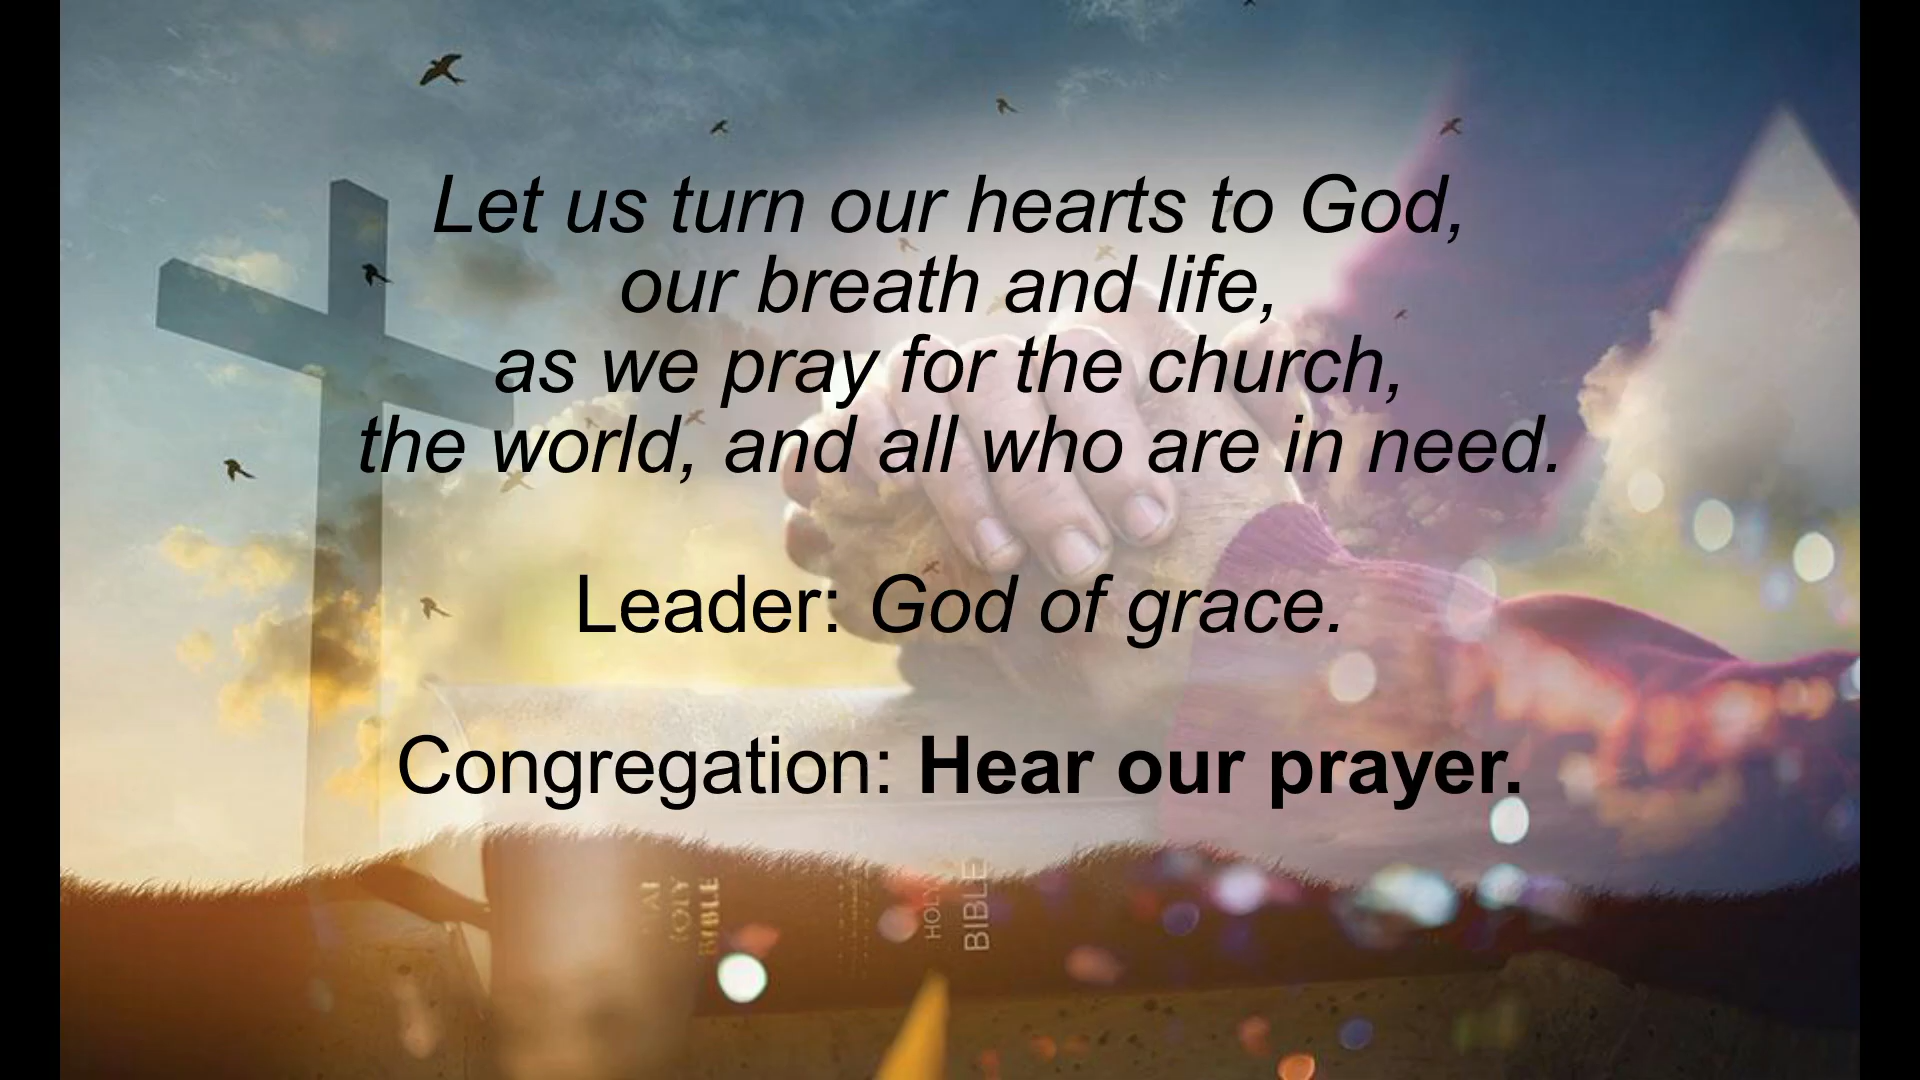 Let us turn our hearts to God,
our breath and life,
as we pray for the church,
the world, and all who are in need.
Leader: God of grace.
Congregation: Hear our prayer.
HOLY
BIBLE
HOLY
BIBLE